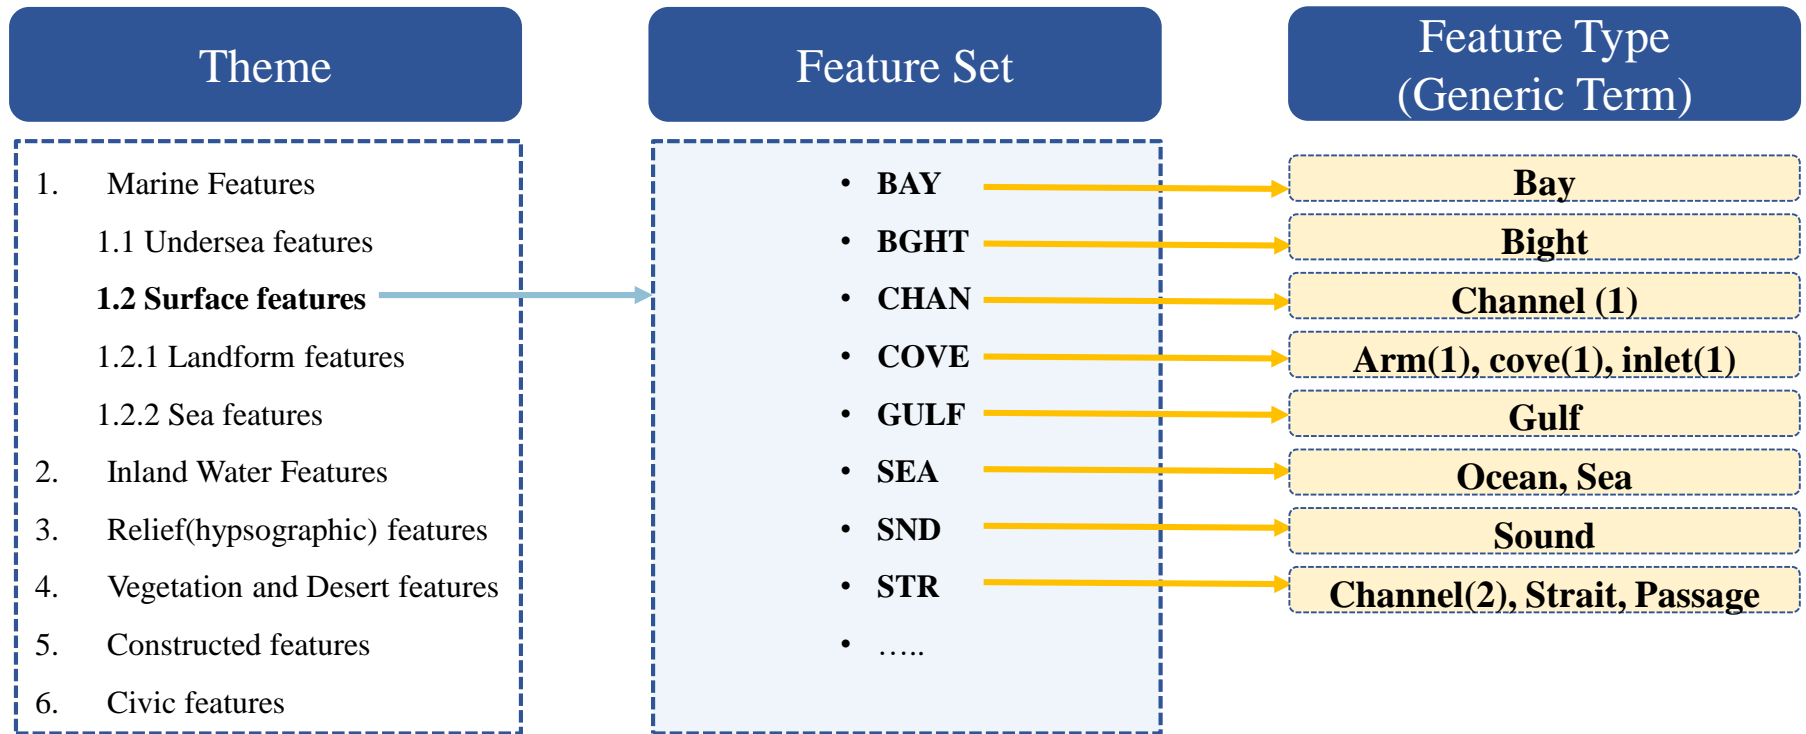 Theme
Feature Set
Feature Type
(Generic Term)
1. Marine Features
1.1 Undersea features
1.2 Surface features
1.2.1 Landform features
1.2.2 Sea features
2. Inland Water Features
3. Relief(hypsographic) features
4. Vegetation and Desert features
5. Constructed features
6. Civic features
• BAY
• BGHT
• CHAN
• COVE
• GULF
• SEA
• SND
• STR
• …..
Bay
Bight
Channel (1)
Arm(1), cove(1), inlet(1)
Gulf
Ocean, Sea
Sound
Channel(2), Strait, Passage